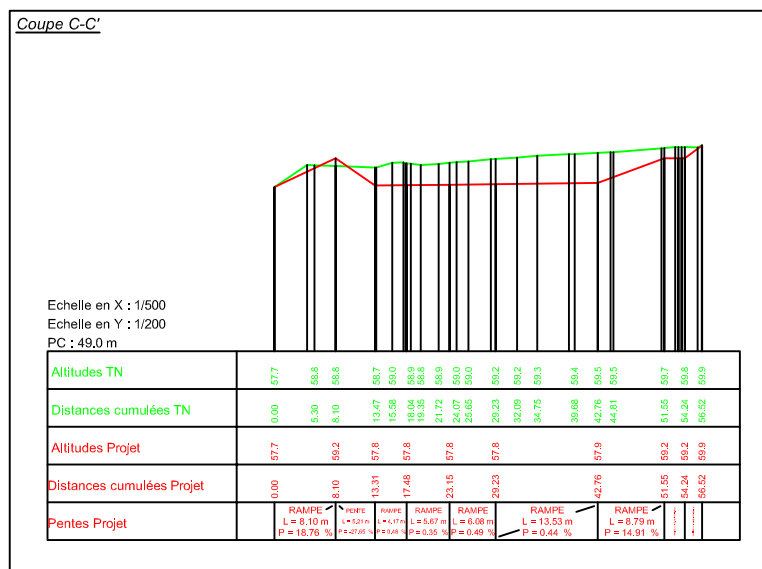 Coupe C-C'
Echelle en X : 1/500
Echelle en Y : 1/200
PC : 49.0 m
Altitudes TN 57.7 58.8 58.8 58.7 59.0 58.9 58.8 58.9 59.0 59.0 59.2 59.2 59.3 59.4 59.5 59.5 59.7 59.8 59.9
Distances cumulées TN 0.00 5.30 8.10 13.47 15.58 18.04 19.35 21.72 24.07 25.65 29.23 32.09 34.75 39.68 42.76 44.81 51.55 54.24 56.52
Altitudes Projet 57.7 59.2 57.8 57.8 57.8 57.8 57.9 59.2 59.2 59.9
Distances cumulées Projet 0.00 8.10 13.31 17.48 23.15 29.23 42.76 51.55 54.24 56.52
Pentes Projet
RAMPE L = 8.10 m P = 18.76 %
PENTE L = 5.21 m P = -27.65 %
RAMPE L = 4.17 m P = 0.46 %
RAMPE L = 5.67 m P = 0.35 %
RAMPE L = 6.08 m P = 0.49 %
RAMPE L = 13.53 m P = 0.44 %
RAMPE L = 8.79 m P = 14.91 %